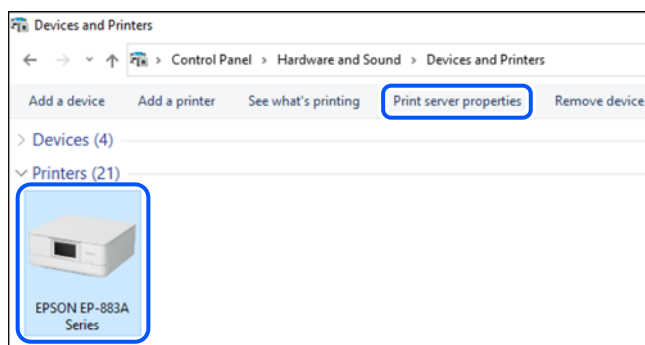 Devices and Printers
Control Panel > Hardware and Sound > Devices and Printers
Add a device Add a printer See what's printing Print server properties Remove device
Devices (4)
Printers (21)
EPSON EP-883A
Series